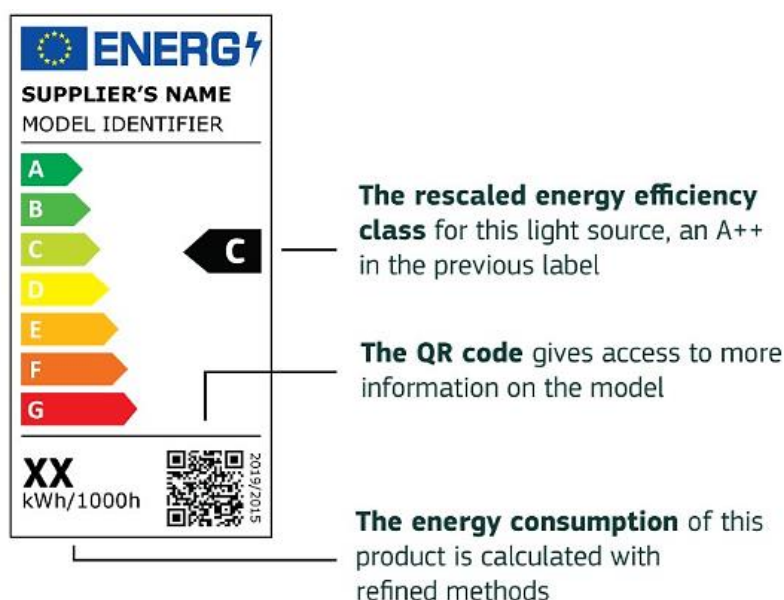 ENERG
SUPPLIER'S NAME
MODEL IDENTIFIER
A
B
C
D
E
F
G
C
XX
kWh/1000h
2019/2015
The rescaled energy efficiency
class for this light source, an A++
in the previous label
The QR code gives access to more
information on the model
The energy consumption of this
product is calculated with
refined methods